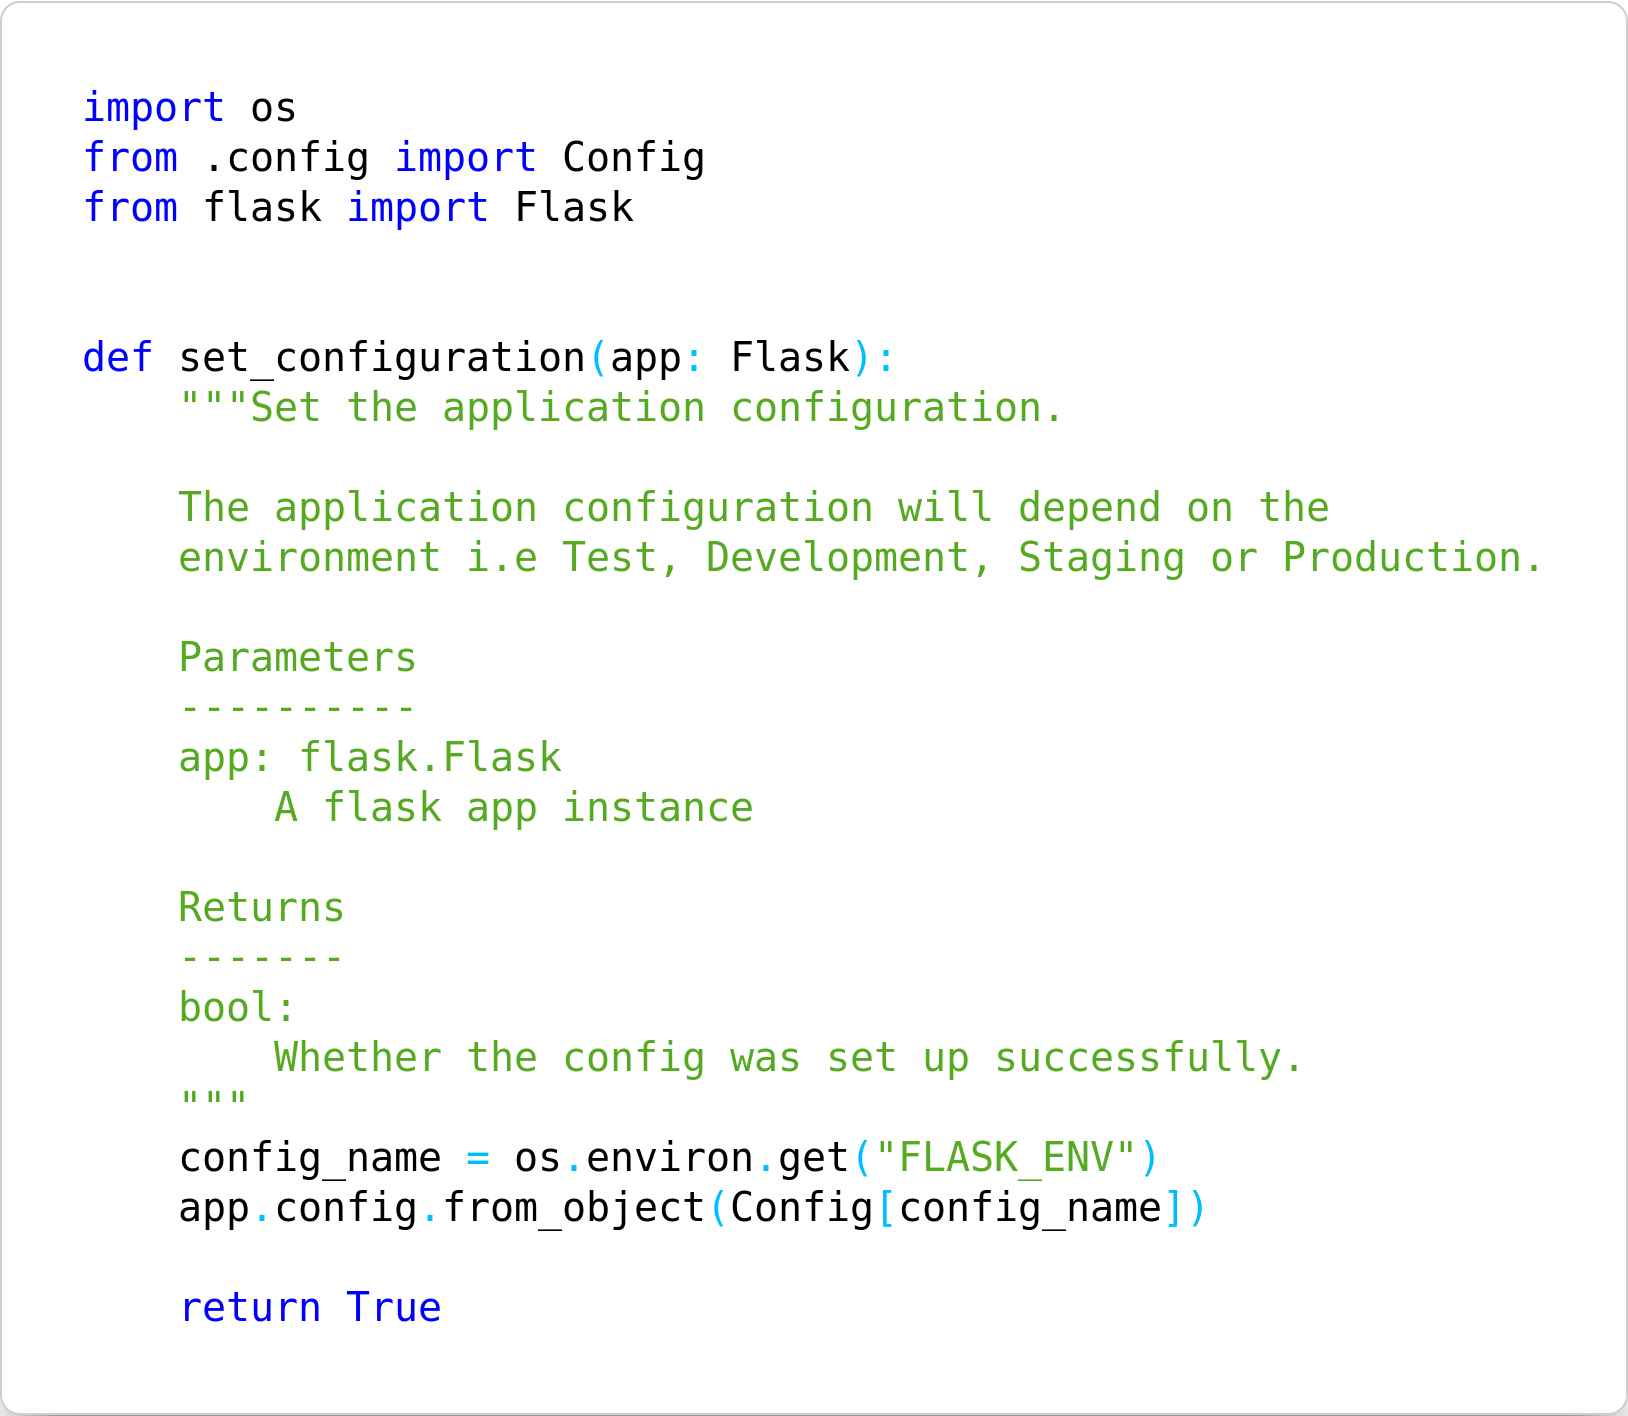 import os
from .config import Config
from flask import Flask
def set_configuration(app: Flask):
    """Set the application configuration.
    The application configuration will depend on the
    environment i.e Test, Development, Staging or Production.
    Parameters
    ----------
    app: flask.Flask
        A flask app instance
    Returns
    -------
    bool:
        Whether the config was set up successfully.
    """
    config_name = os.environ.get("FLASK_ENV")
    app.config.from_object(Config[config_name])
    return True